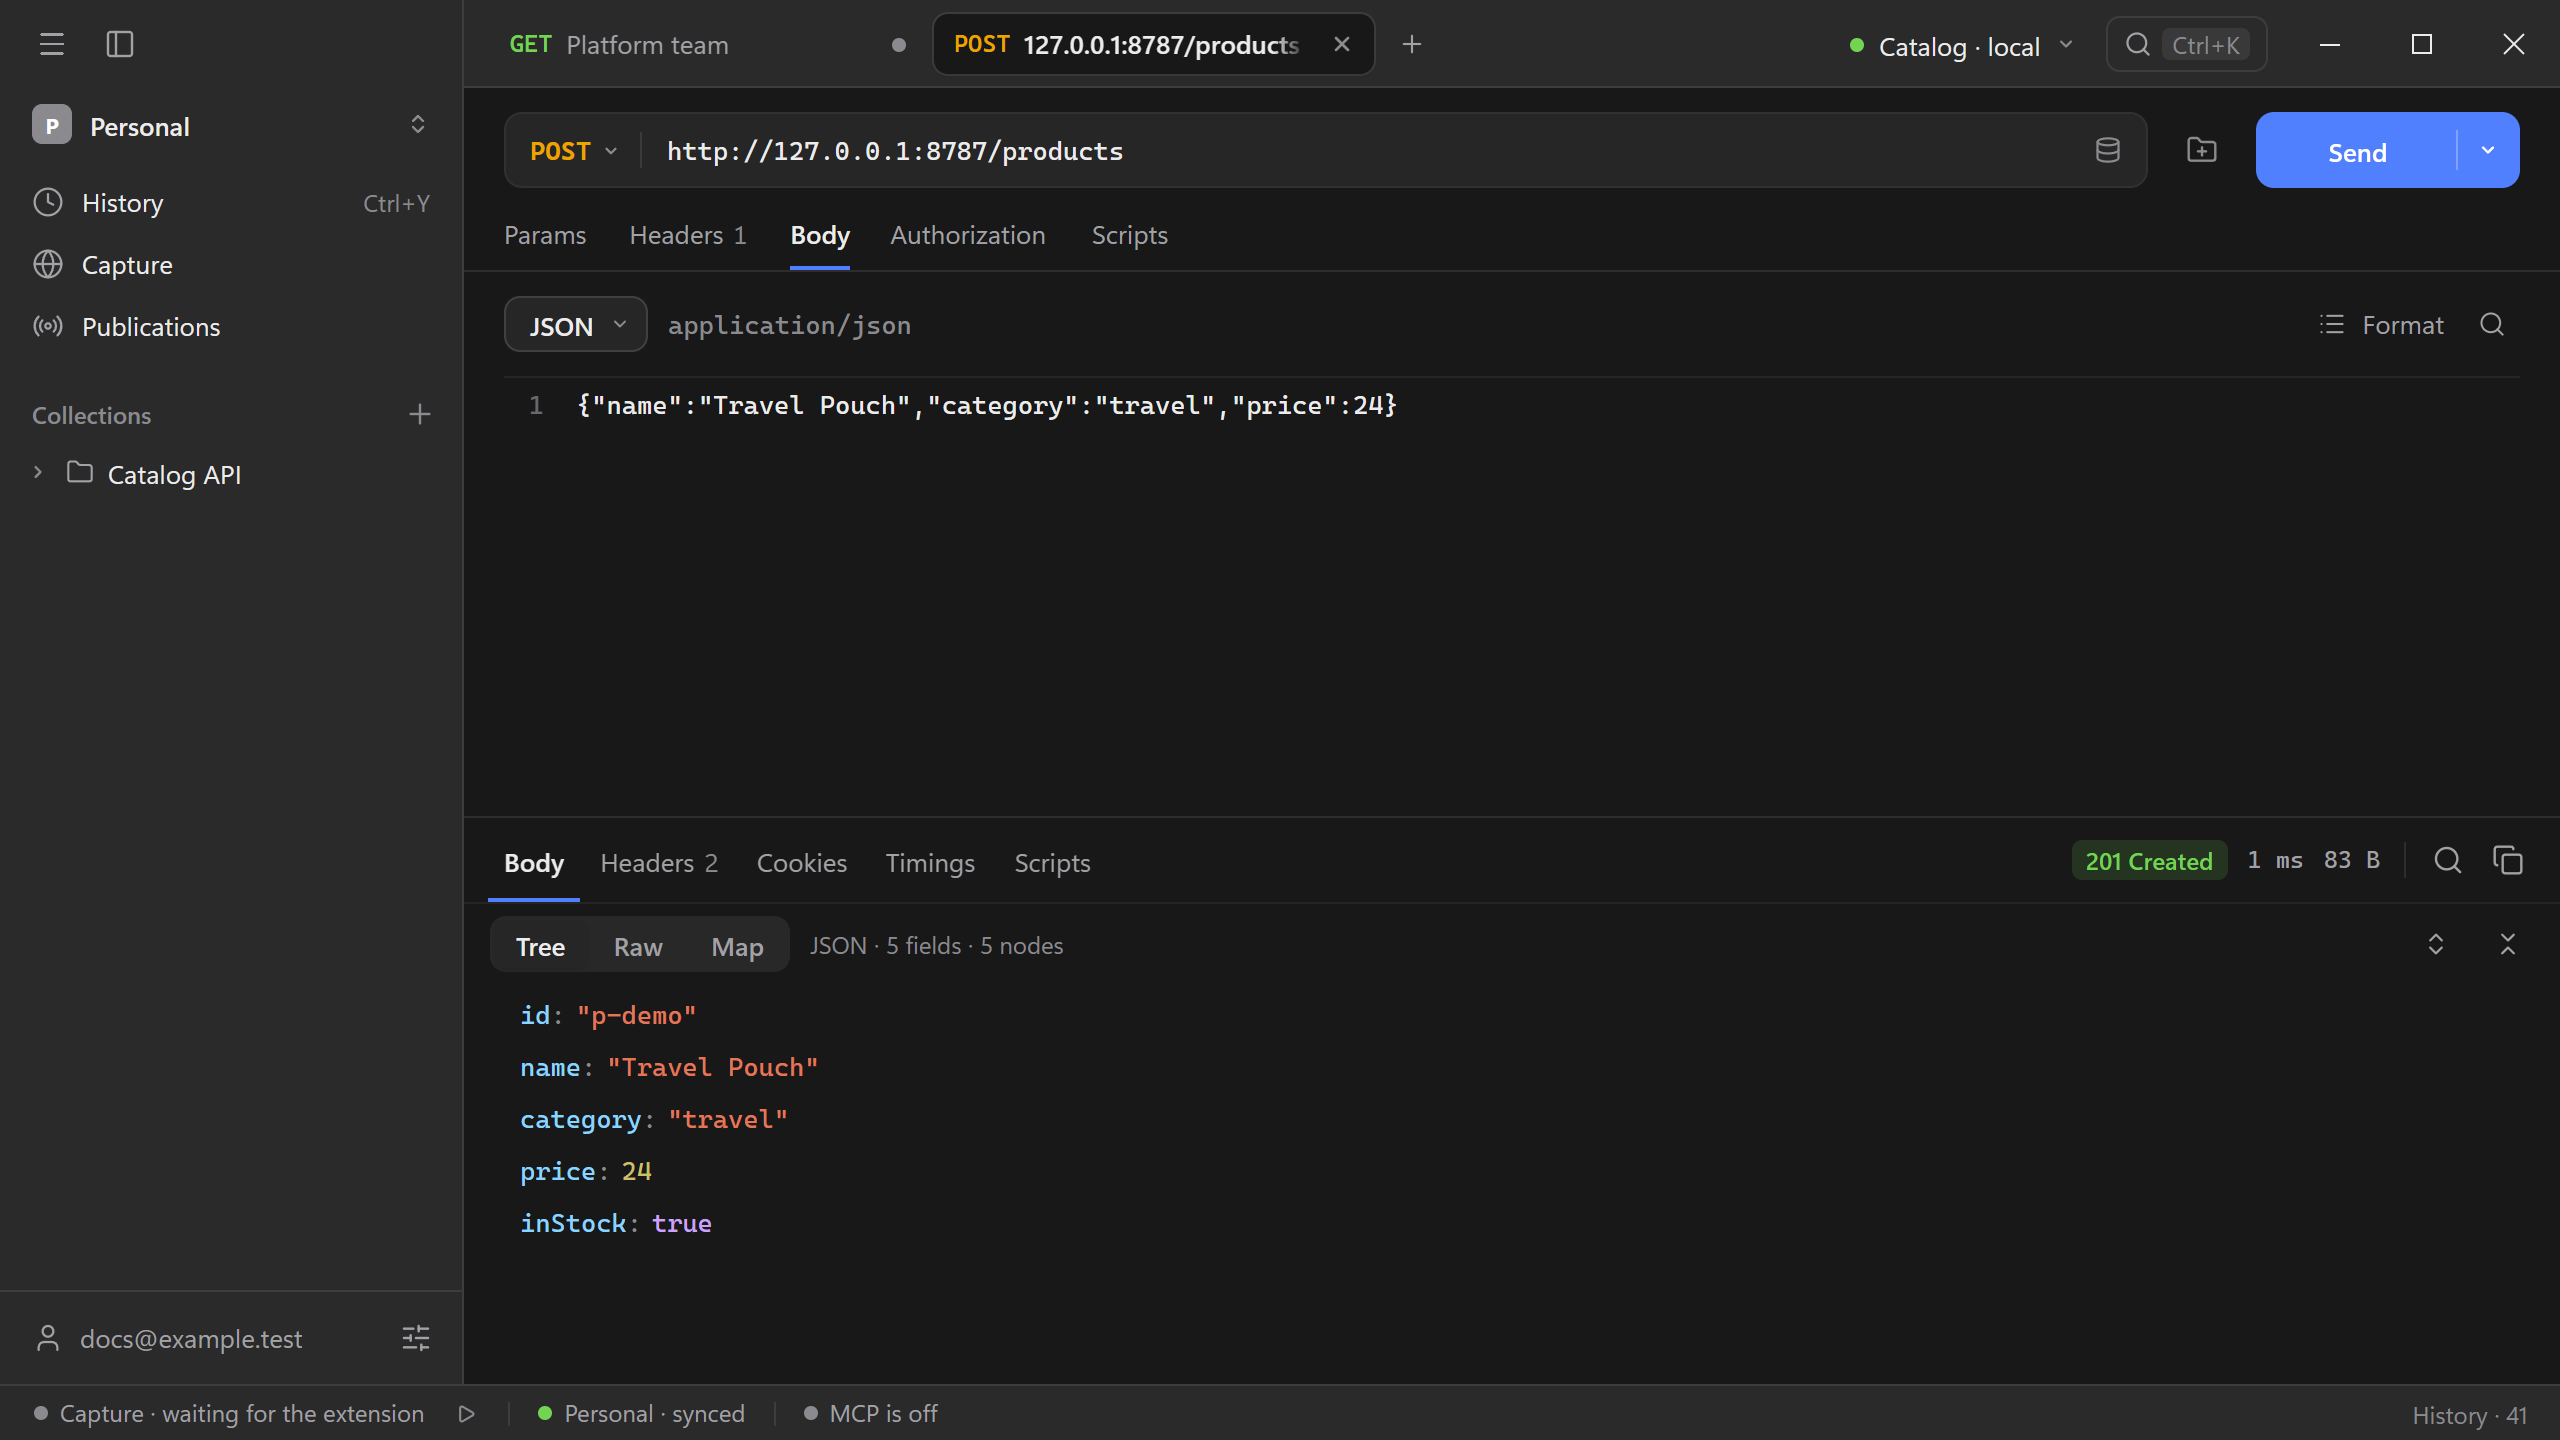 GET Platform team
POST 127.0.0.1:8787/products
Catalog · local
Ctrl+K
P Personal
History Ctrl+Y
Capture
Publications
Collections
Catalog API
docs@example.test
POST http://127.0.0.1:8787/products
Send
Params Headers 1 Body Authorization Scripts
JSON application/json
Format
1 {"name":"Travel Pouch","category":"travel","price":24}
Body Headers 2 Cookies Timings Scripts
201 Created 1 ms 83 B
Tree Raw Map JSON · 5 fields · 5 nodes
id: "p-demo"
name: "Travel Pouch"
category: "travel"
price: 24
inStock: true
Capture · waiting for the extension
Personal · synced
MCP is off
History · 41